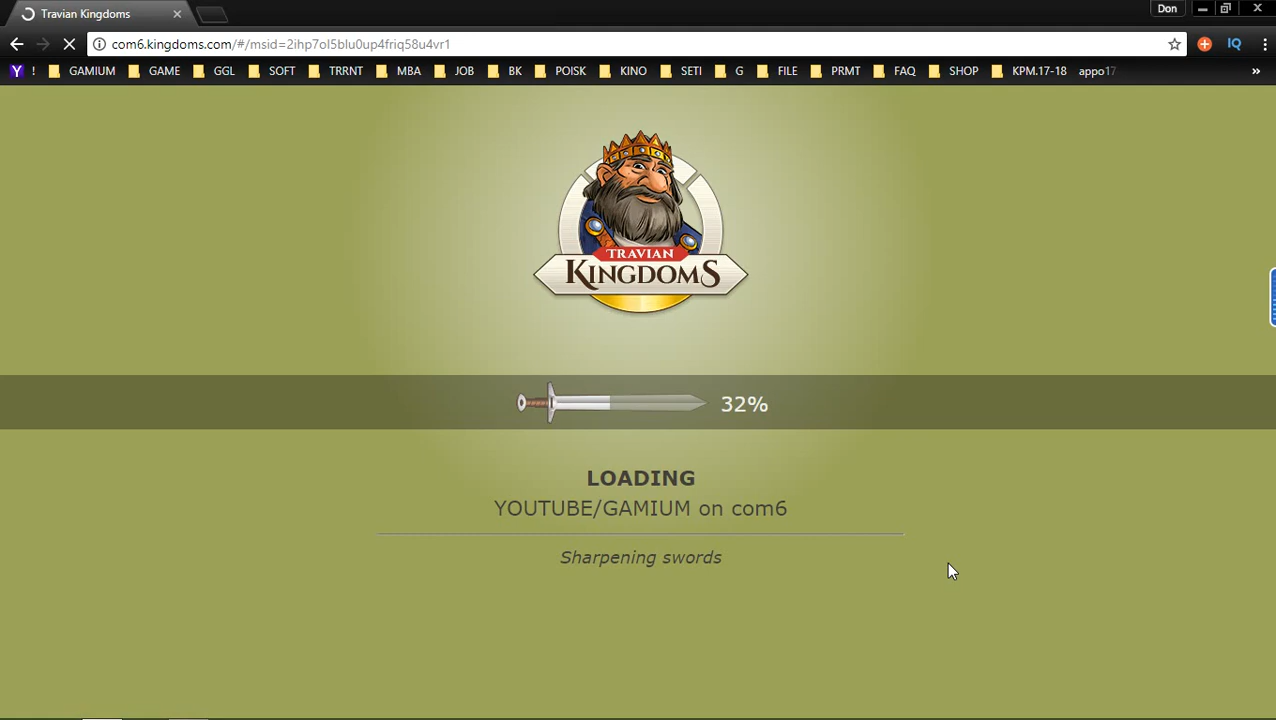 Travian Kingdoms
Don
com6.kingdoms.com/#/msid=2ihp7ol5blu0up4friq58u4vr1
Y ! GAMIUM GAME GGL SOFT TRRNT MBA JOB BK POISK KINO SETI G FILE PRMT FAQ SHOP KPM.17-18 appo17 »
IQ
TRAVIAN
KINGDOMS
32%
LOADING
YOUTUBE/GAMIUM on com6
Sharpening swords